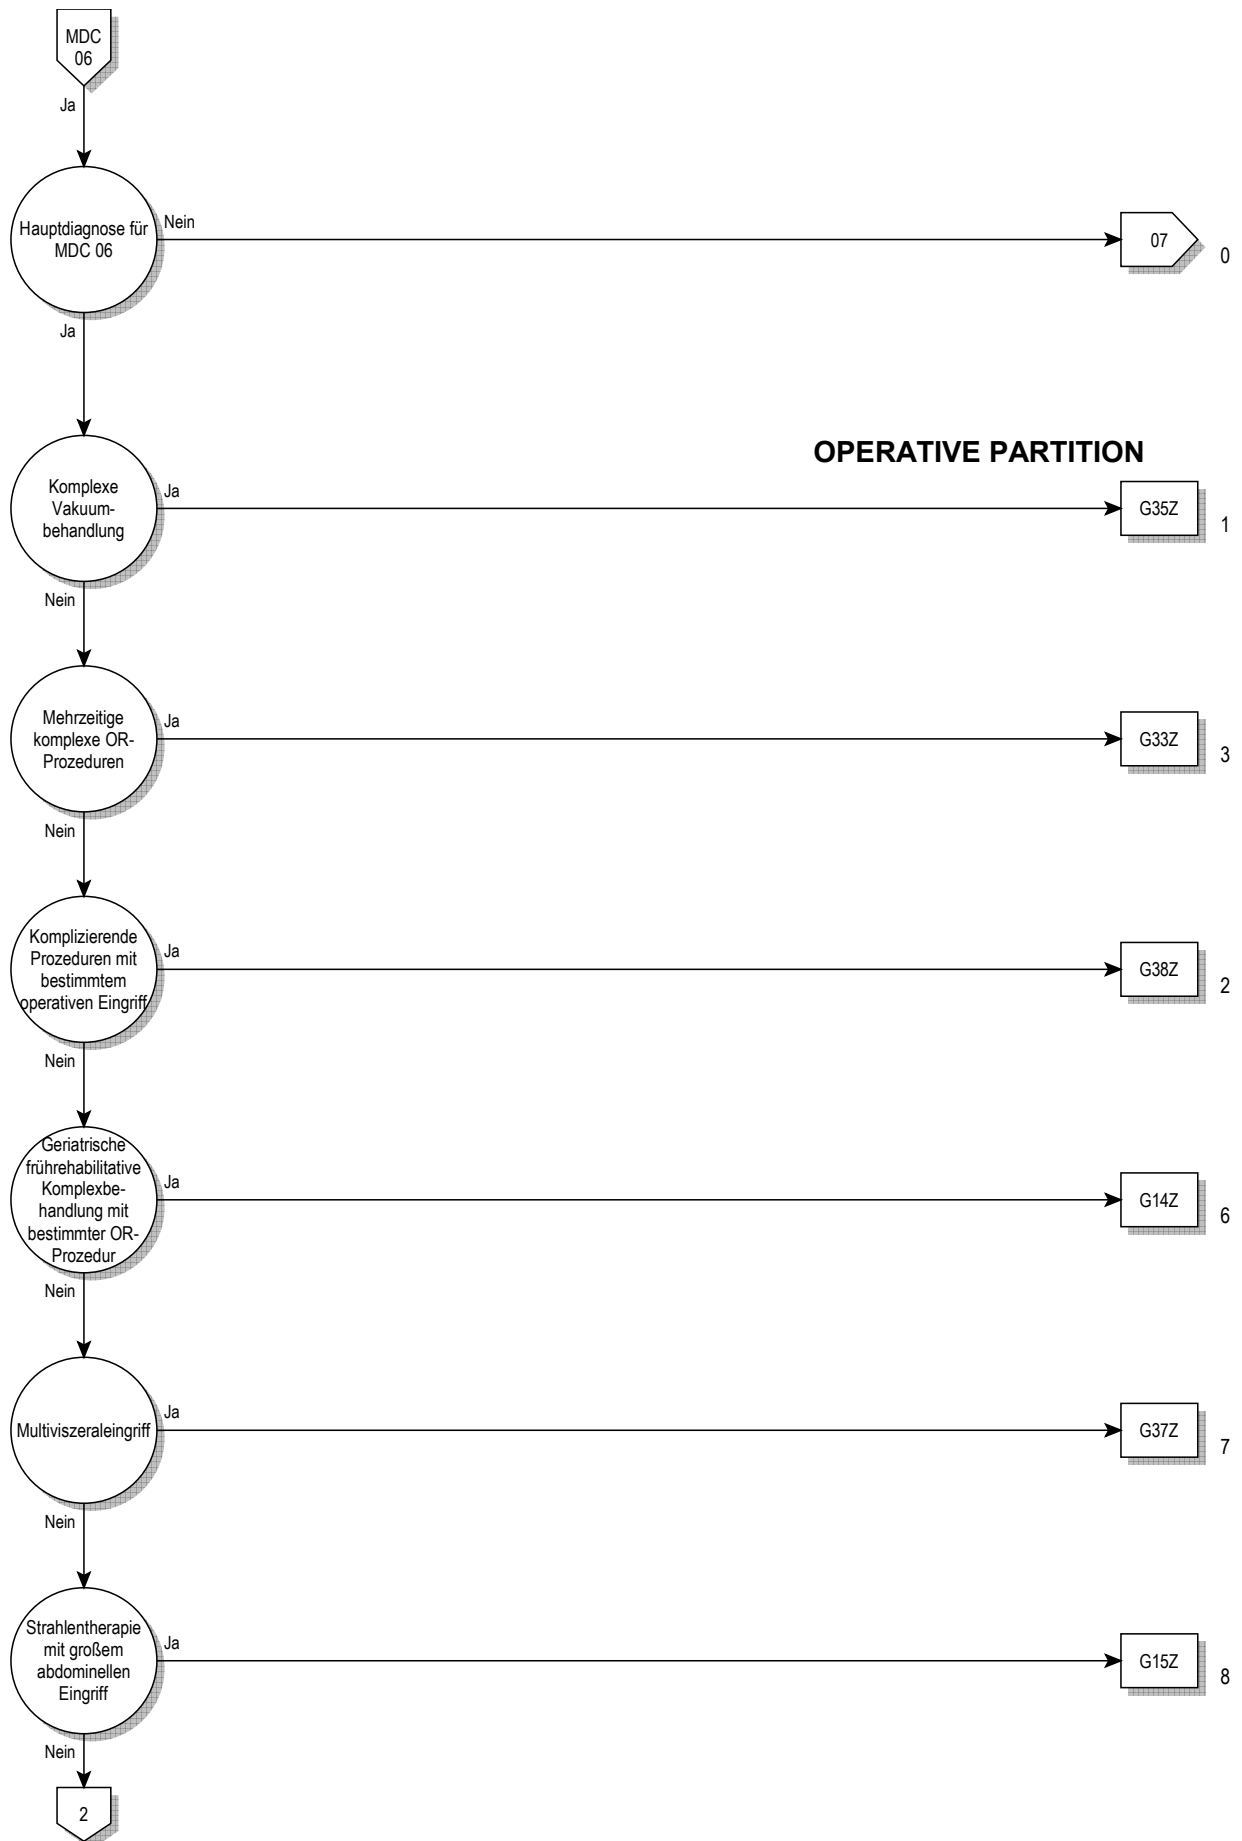 MDC
06
Ja
Hauptdiagnose für
MDC 06
Nein
07
0
Ja
OPERATIVE PARTITION
Komplexe
Vakuum-
behandlung
Ja
G35Z
1
Nein
Mehrzeitige
komplexe OR-
Prozeduren
Ja
G33Z
3
Nein
Komplizierende
Prozeduren mit
bestimmtem
operativen Eingriff
Ja
G38Z
2
Nein
Geriatrische
frührehabilitative
Komplexbe-
handlung mit
bestimmter OR-
Prozedur
Ja
G14Z
6
Nein
Multiviszeraleingriff
Ja
G37Z
7
Nein
Strahlentherapie
mit großem
abdominellen
Eingriff
Ja
G15Z
8
Nein
2